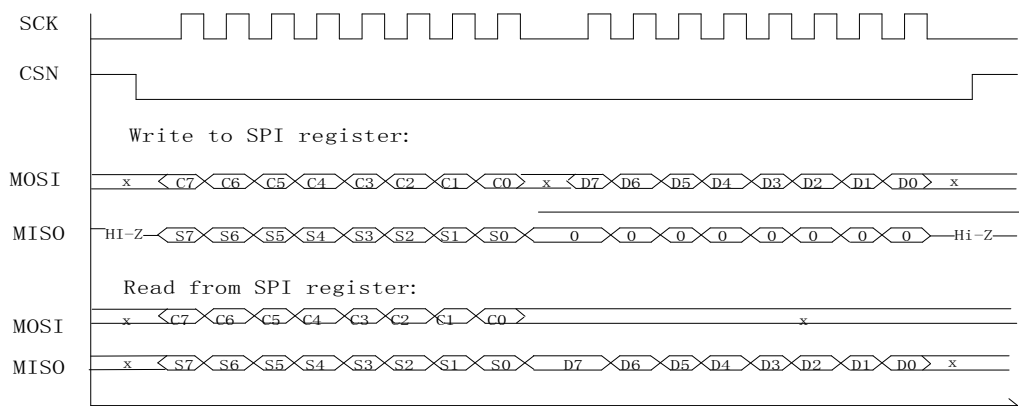 SCK
CSN
Write to SPI register:
MOSI x C7 C6 C5 C4 C3 C2 C1 C0 x D7 D6 D5 D4 D3 D2 D1 D0 x
MISO HI-Z S7 S6 S5 S4 S3 S2 S1 S0 0 0 0 0 0 0 0 0 Hi-Z
Read from SPI register:
MOSI x C7 C6 C5 C4 C3 C2 C1 C0 x
MISO x S7 S6 S5 S4 S3 S2 S1 S0 D7 D6 D5 D4 D3 D2 D1 D0 x